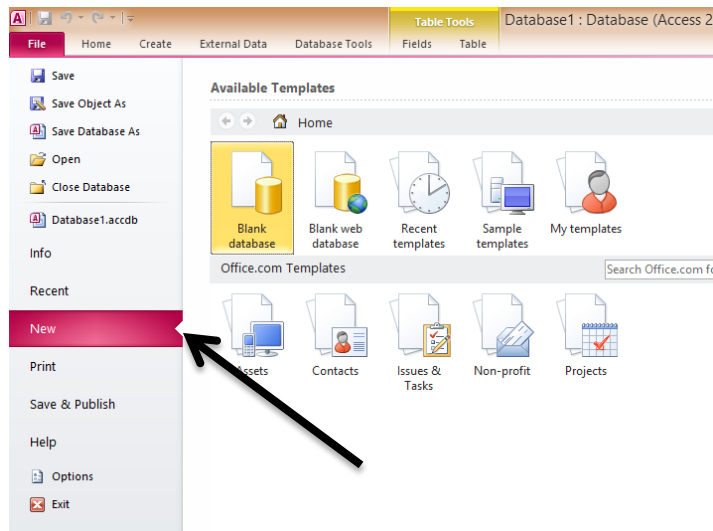 Table Tools
Database1 : Database (Access 2
File Home Create External Data Database Tools Fields Table
Save
Save Object As
Save Database As
Open
Close Database
Database1.accdb
Info
Recent
New
Print
Save & Publish
Help
Options
Exit
Available Templates
Home
Blank
database
Blank web
database
Recent
templates
Sample
templates
My templates
Office.com Templates
Search Office.com fo
Assets
Contacts
Issues &
Tasks
Non-profit
Projects